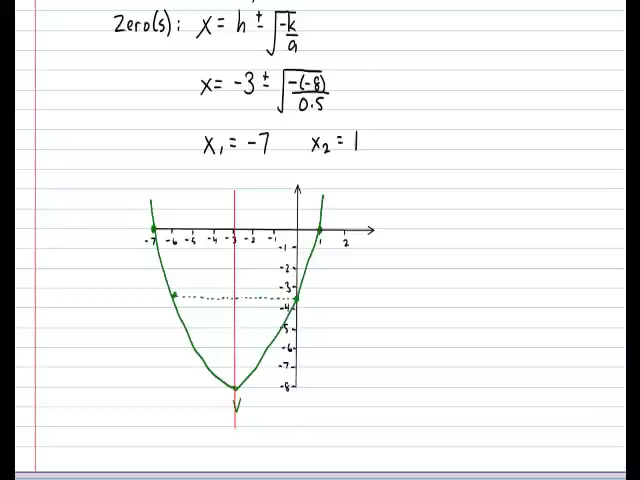 Zero(s): x = h ± √(-k/a)
x = -3 ± √(-(-8)/0.5)
x₁ = -7 x₂ = 1
-7 -6 -5 -4 -3 -2 -1 1 2
-1
-2
-3
-4
-5
-6
-7
-8
V